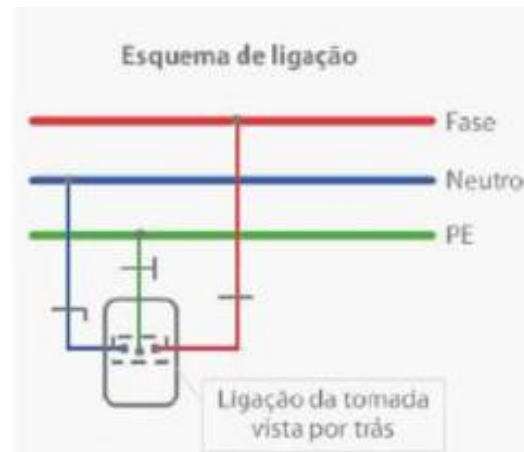 Esquema de ligação
Fase
Neutro
PE
Ligação da tomada
vista por trás